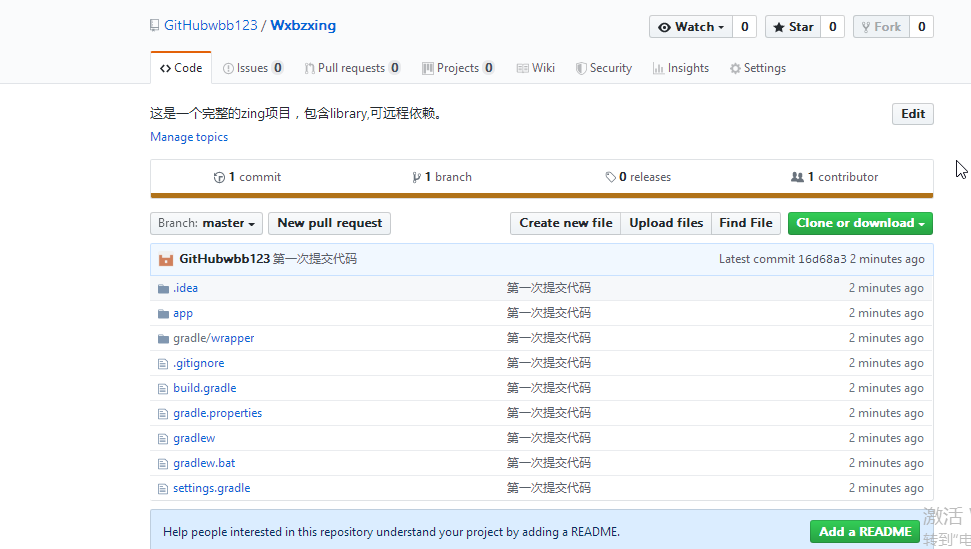 GitHubwbb123 / Wxbzxing
Watch 0 Star 0 Fork 0
Code Issues 0 Pull requests 0 Projects 0 Wiki Security Insights Settings
这是一个完整的zing项目，包含library,可远程依赖。 Edit
Manage topics
1 commit 1 branch 0 releases 1 contributor
Branch: master New pull request Create new file Upload files Find File Clone or download
GitHubwbb123 第一次提交代码 Latest commit 16d68a3 2 minutes ago
.idea 第一次提交代码 2 minutes ago
app 第一次提交代码 2 minutes ago
gradle/wrapper 第一次提交代码 2 minutes ago
.gitignore 第一次提交代码 2 minutes ago
build.gradle 第一次提交代码 2 minutes ago
gradle.properties 第一次提交代码 2 minutes ago
gradlew 第一次提交代码 2 minutes ago
gradlew.bat 第一次提交代码 2 minutes ago
settings.gradle 第一次提交代码 2 minutes ago
Help people interested in this repository understand your project by adding a README. Add a README
激活
转到"电